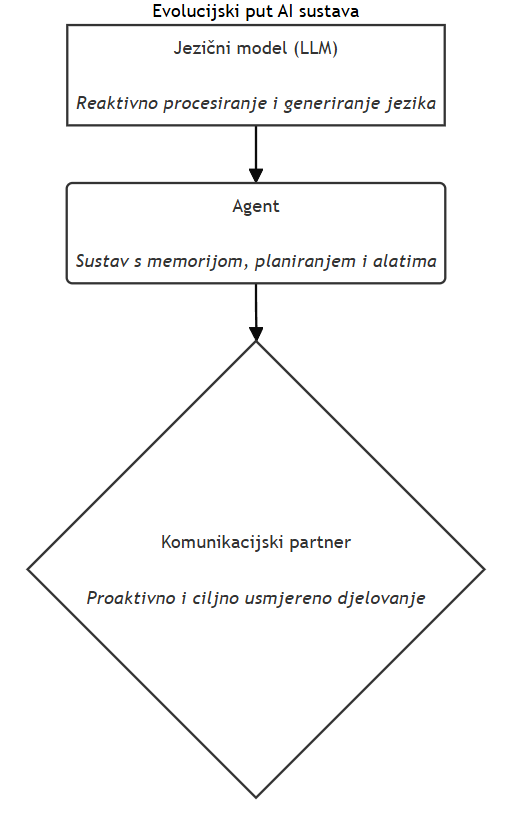 Evolucijski put AI sustava
Jezični model (LLM)
Reaktivno procesiranje i generiranje jezika
Agent
Sustav s memorijom, planiranjem i alatima
Komunikacijski partner
Proaktivno i ciljno usmjereno djelovanje